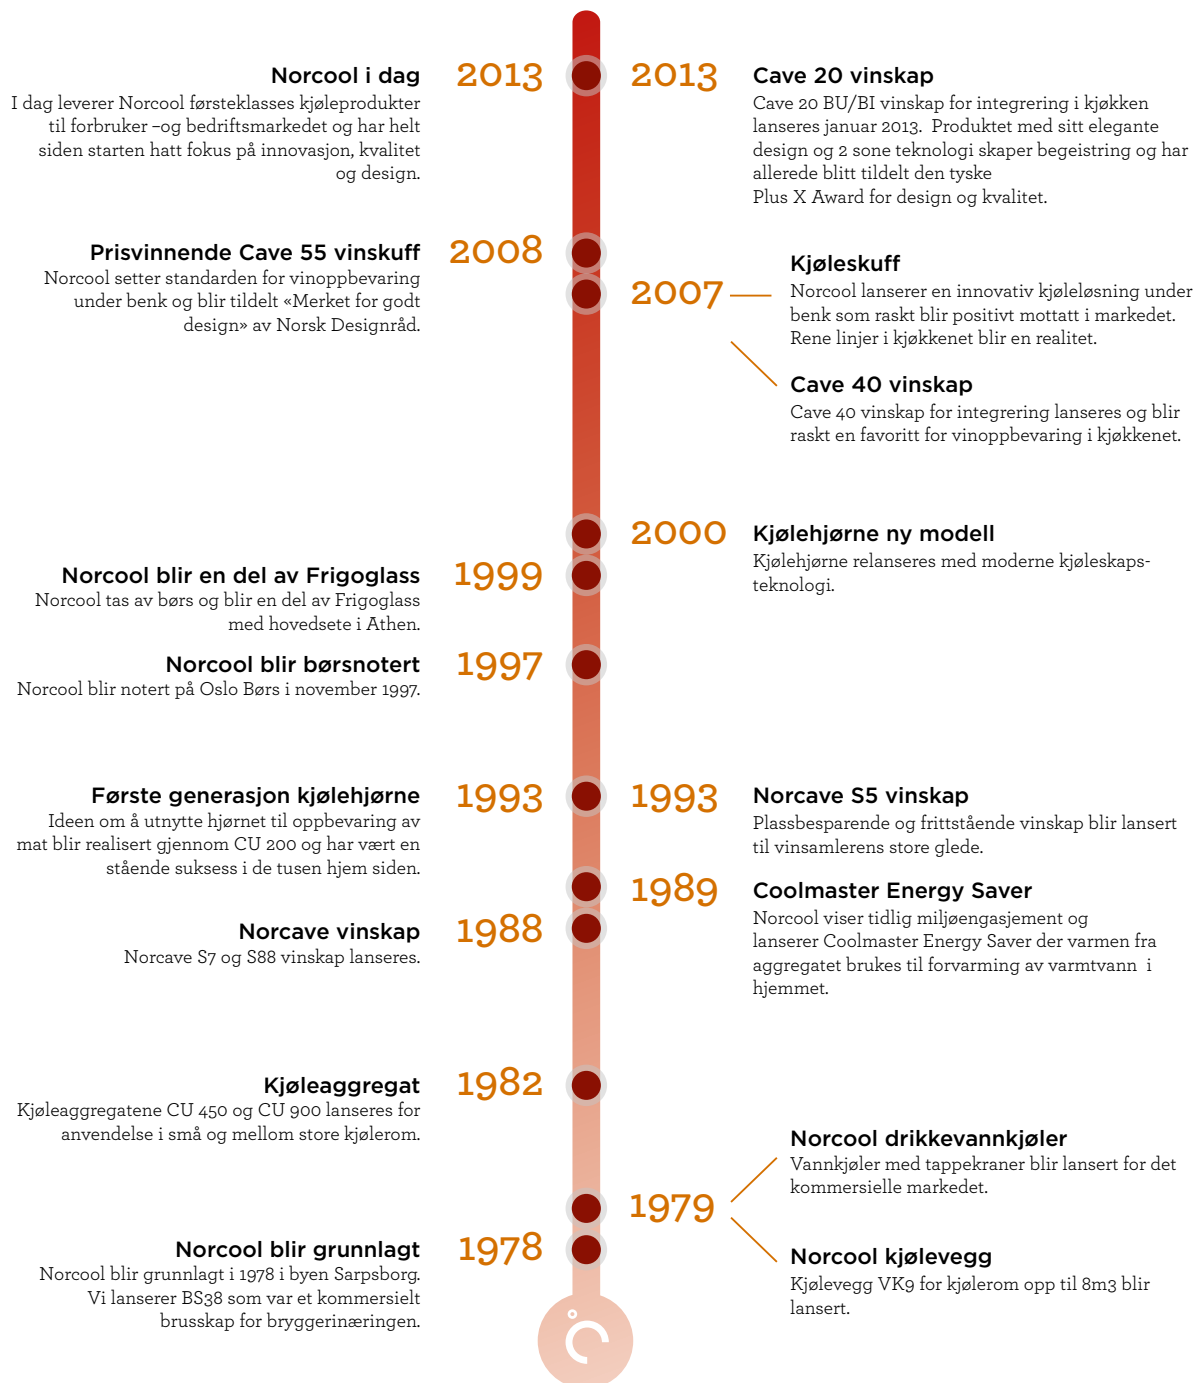 Norcool i dag
2013
I dag leverer Norcool førsteklasses kjøleprodukter
til forbruker –og bedriftsmarkedet og har helt
siden starten hatt fokus på innovasjon, kvalitet
og design.
2013
Cave 20 vinskap
Cave 20 BU/BI vinskap for integrering i kjøkken
lanseres januar 2013.  Produktet med sitt elegante
design og 2 sone teknologi skaper begeistring og har
allerede blitt tildelt den tyske
Plus X Award for design og kvalitet.
Prisvinnende Cave 55 vinskuff
2008
Norcool setter standarden for vinoppbevaring
under benk og blir tildelt «Merket for godt
design» av Norsk Designråd.
2007
Kjøleskuff
Norcool lanserer en innovativ kjøleløsning under
benk som raskt blir positivt mottatt i markedet.
Rene linjer i kjøkkenet blir en realitet.
Cave 40 vinskap
Cave 40 vinskap for integrering lanseres og blir
raskt en favoritt for vinoppbevaring i kjøkkenet.
2000
Kjølehjørne ny modell
Kjølehjørne relanseres med moderne kjøleskaps-
teknologi.
Norcool blir en del av Frigoglass
1999
Norcool tas av børs og blir en del av Frigoglass
med hovedsete i Athen.
Norcool blir børsnotert
1997
Norcool blir notert på Oslo Børs i november 1997.
Første generasjon kjølehjørne
1993
Ideen om å utnytte hjørnet til oppbevaring av
mat blir realisert gjennom CU 200 og har vært en
stående suksess i de tusen hjem siden.
1993
Norcave S5 vinskap
Plassbesparende og frittstående vinskap blir lansert
til vinsamlerens store glede.
1989
Coolmaster Energy Saver
Norcool viser tidlig miljøengasjement og
lanserer Coolmaster Energy Saver der varmen fra
aggregatet brukes til forvarming av varmtvann  i
hjemmet.
Norcave vinskap
1988
Norcave S7 og S88 vinskap lanseres.
Kjøleaggregat
1982
Kjøleaggregatene CU 450 og CU 900 lanseres for
anvendelse i små og mellom store kjølerom.
1979
Norcool drikkevannkjøler
Vannkjøler med tappekraner blir lansert for det
kommersielle markedet.
Norcool kjølevegg
Kjølevegg VK9 for kjølerom opp til 8m3 blir
lansert.
Norcool blir grunnlagt
1978
Norcool blir grunnlagt i 1978 i byen Sarpsborg.
Vi lanserer BS38 som var et kommersielt
brusskap for bryggerinæringen.
°C